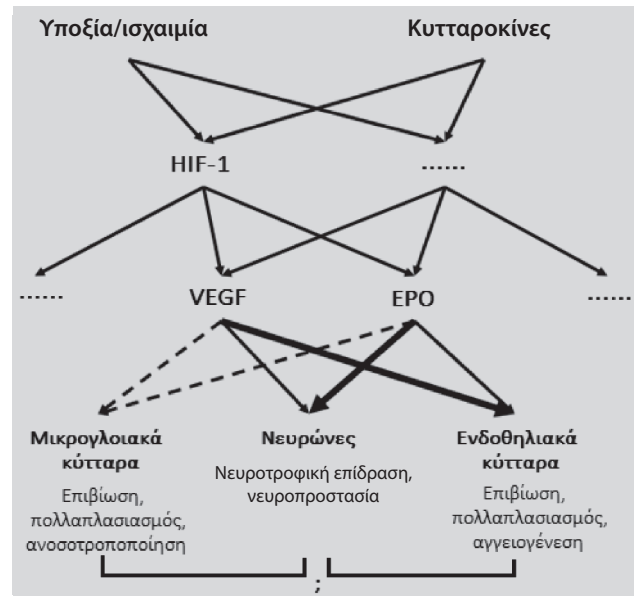 Υποξία/ισχαιμία Κυτταροκίνες
HIF-1 ......
...... VEGF EPO ......
Μικρογλοιακά
κύτταρα
Επιβίωση,
πολλαπλασιασμός,
ανοσοτροποποίηση
Νευρώνες
Νευροτροφική επίδραση,
νευροπροστασία
Ενδοθηλιακά
κύτταρα
Επιβίωση,
πολλαπλασιασμός,
αγγειογένεση
;